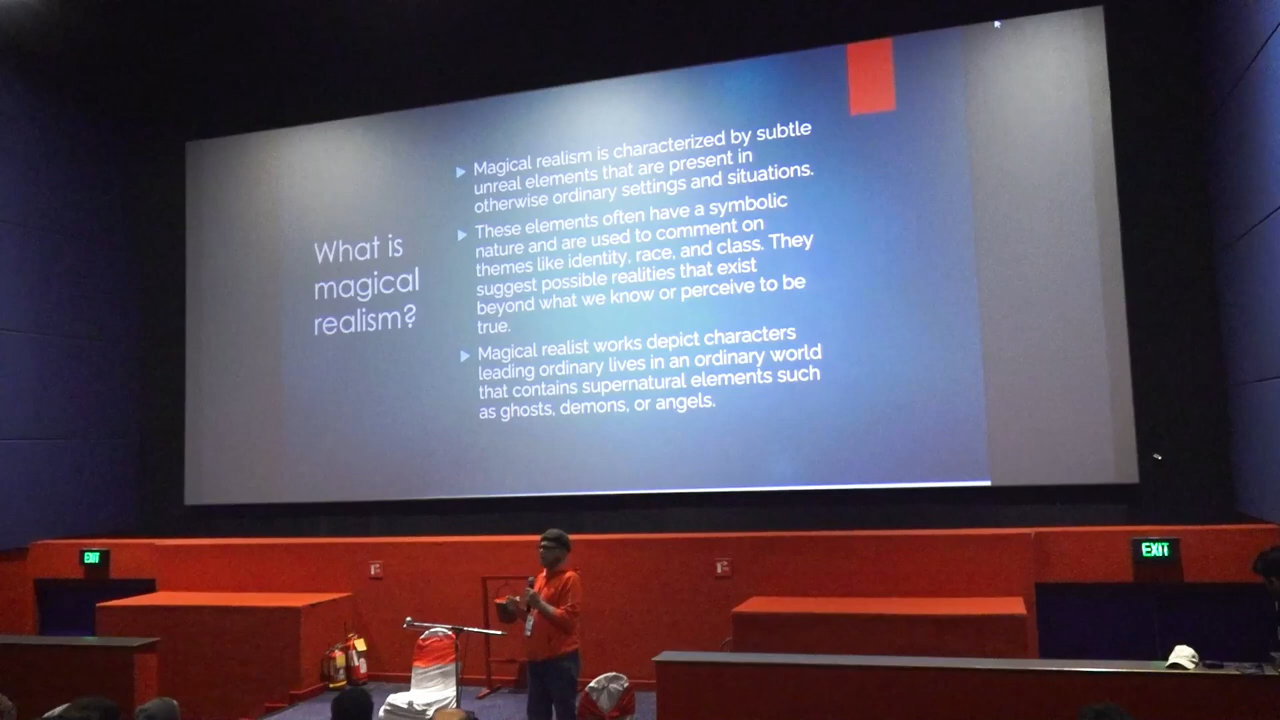 What is
magical
realism?
Magical realism is characterized by subtle
unreal elements that are present in
otherwise ordinary settings and situations.
These elements often have a symbolic
nature and are used to comment on
themes like identity, race, and class. They
suggest possible realities that exist
beyond what we know or perceive to be
true.
Magical realist works depict characters
leading ordinary lives in an ordinary world
that contains supernatural elements such
as ghosts, demons, or angels.
EXIT
EXIT